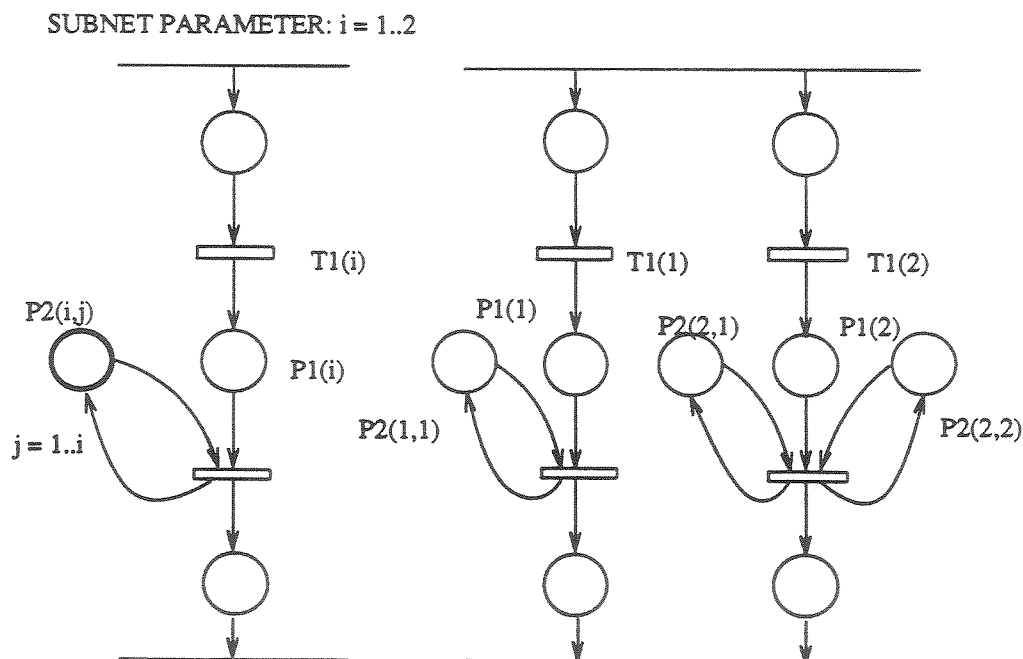 SUBNET PARAMETER: i = 1..2
T1(i)
T1(1)
T1(2)
P2(i,j)
P1(1)
P2(2,1)
P1(2)
P1(i)
P2(1,1)
P2(2,2)
j = 1..i